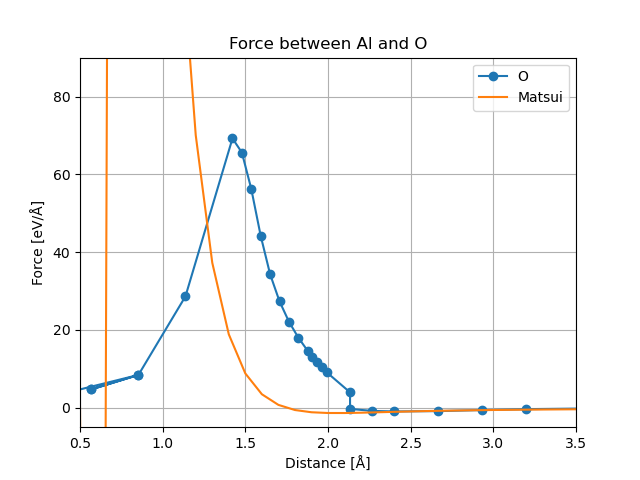 Force between Al and O
O
Matsui
80
60
40
20
0
Force [eV/Å]
0.5 1.0 1.5 2.0 2.5 3.0 3.5
Distance [Å]